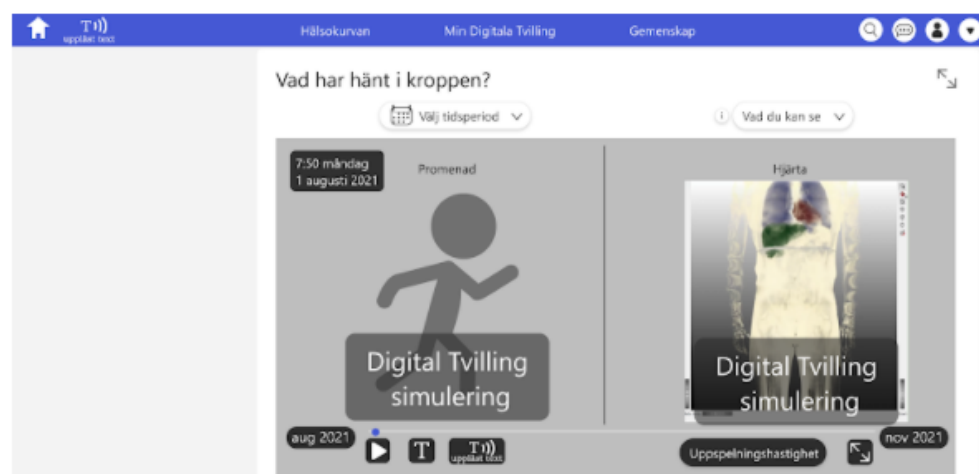 T
uppläst text
Hälsokurvan
Min Digitala Tvilling
Gemenskap
Vad har hänt i kroppen?
Välj tidsperiod
i
Vad du kan se
7:50 måndag
1 augusti 2021
Promenad
Hjärta
Digital Tvilling
simulering
Digital Tvilling
simulering
aug 2021
T
T
uppläst text
Uppspelningshastighet
nov 2021